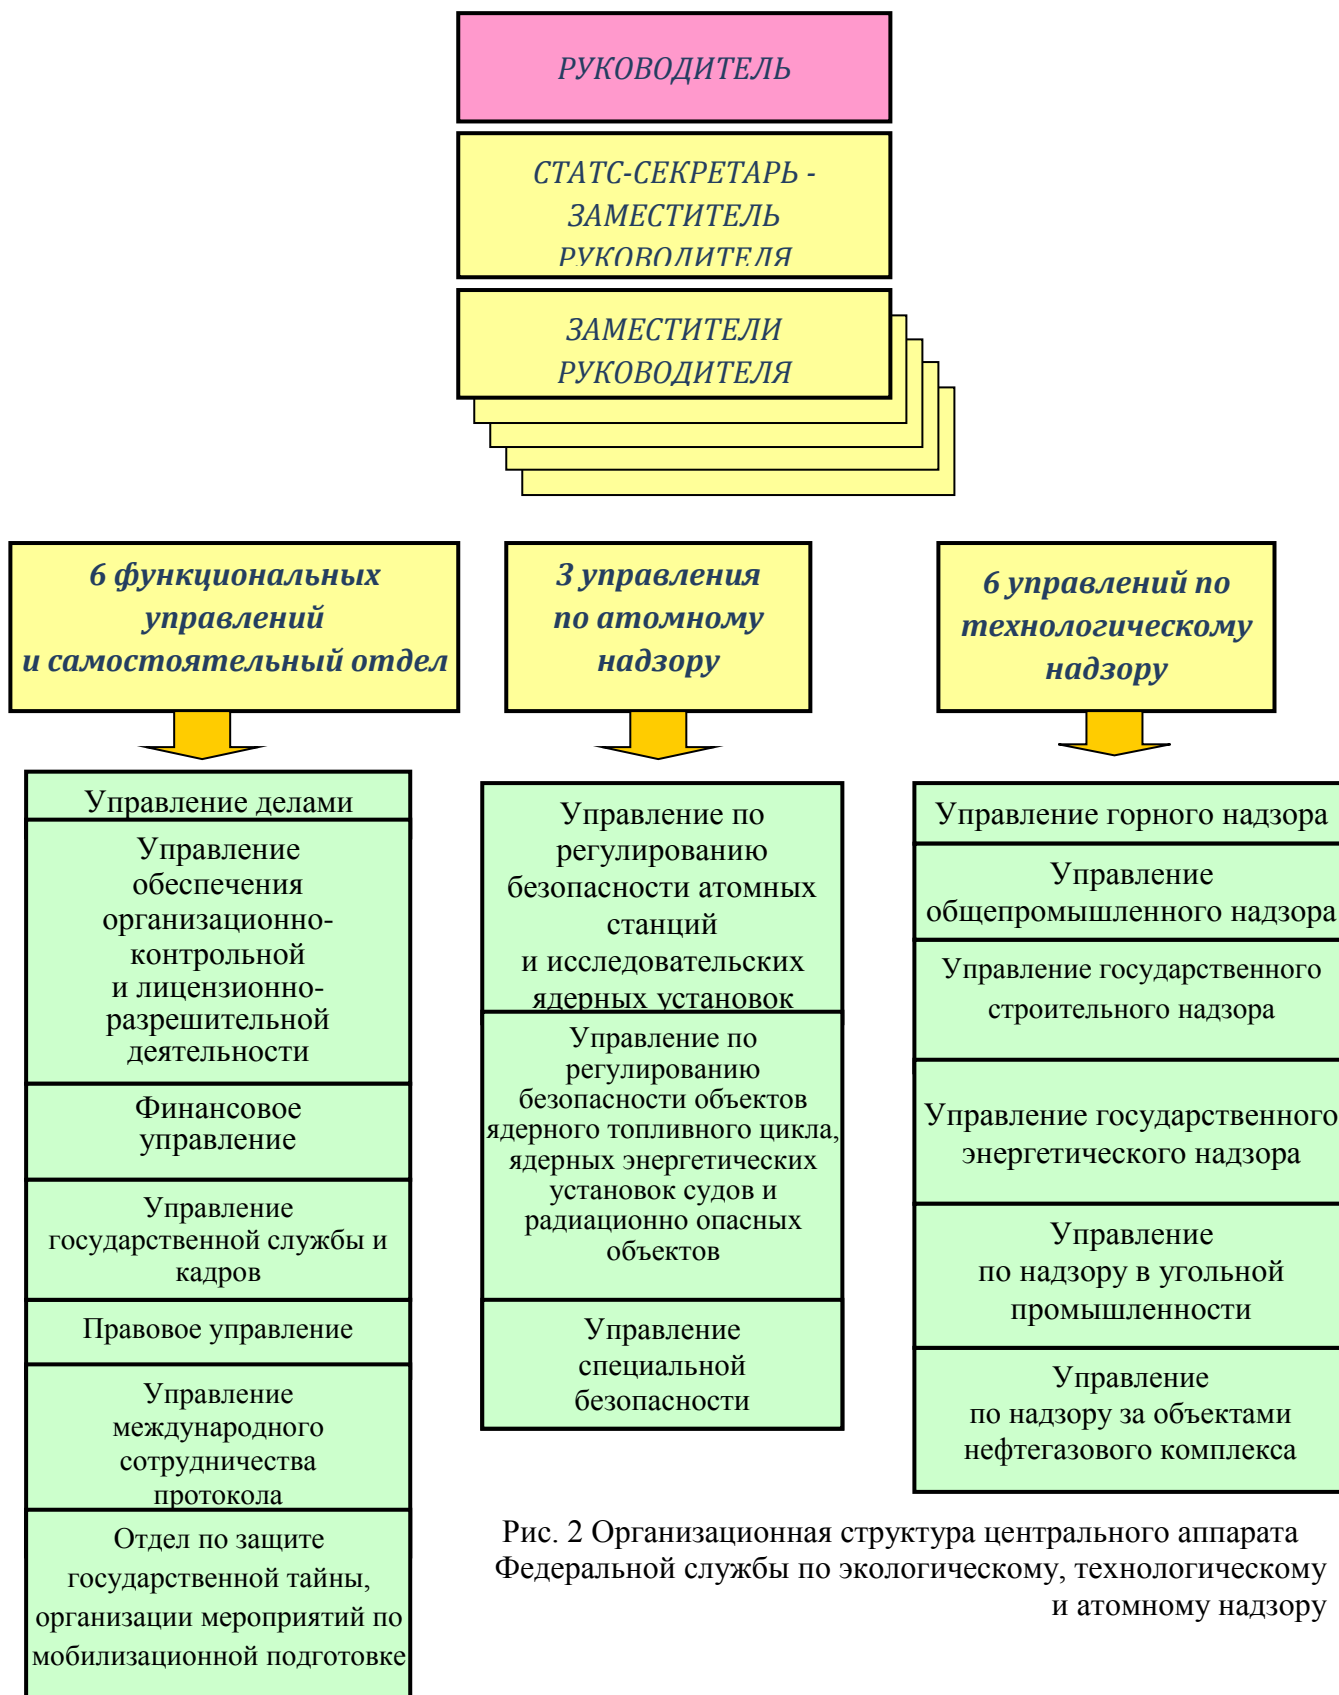 РУКОВОДИТЕЛЬ
СТАТС-СЕКРЕТАРЬ -
ЗАМЕСТИТЕЛЬ
РУКОВОДИТЕЛЯ
ЗАМЕСТИТЕЛИ
РУКОВОДИТЕЛЯ
6 функциональных
управлений
и самостоятельный отдел
Управление делами
Управление
обеспечения
организационно-
контрольной
и лицензионно-
разрешительной
деятельности
Финансовое
управление
Управление
государственной службы и
кадров
Правовое управление
Управление
международного
сотрудничества
протокола
Отдел по защите
государственной тайны,
организации мероприятий по
мобилизационной подготовке
3 управления
по атомному
надзору
Управление по
регулированию
безопасности атомных
станций
и исследовательских
ядерных установок
Управление по
регулированию
безопасности объектов
ядерного топливного цикла,
ядерных энергетических
установок судов и
радиационно опасных
объектов
Управление
специальной
безопасности
6 управлений по
технологическому
надзору
Управление горного надзора
Управление
общепромышленного надзора
Управление государственного
строительного надзора
Управление государственного
энергетического надзора
Управление
по надзору в угольной
промышленности
Управление
по надзору за объектами
нефтегазового комплекса
Рис. 2 Организационная структура центрального аппарата
Федеральной службы по экологическому, технологическому
и атомному надзору